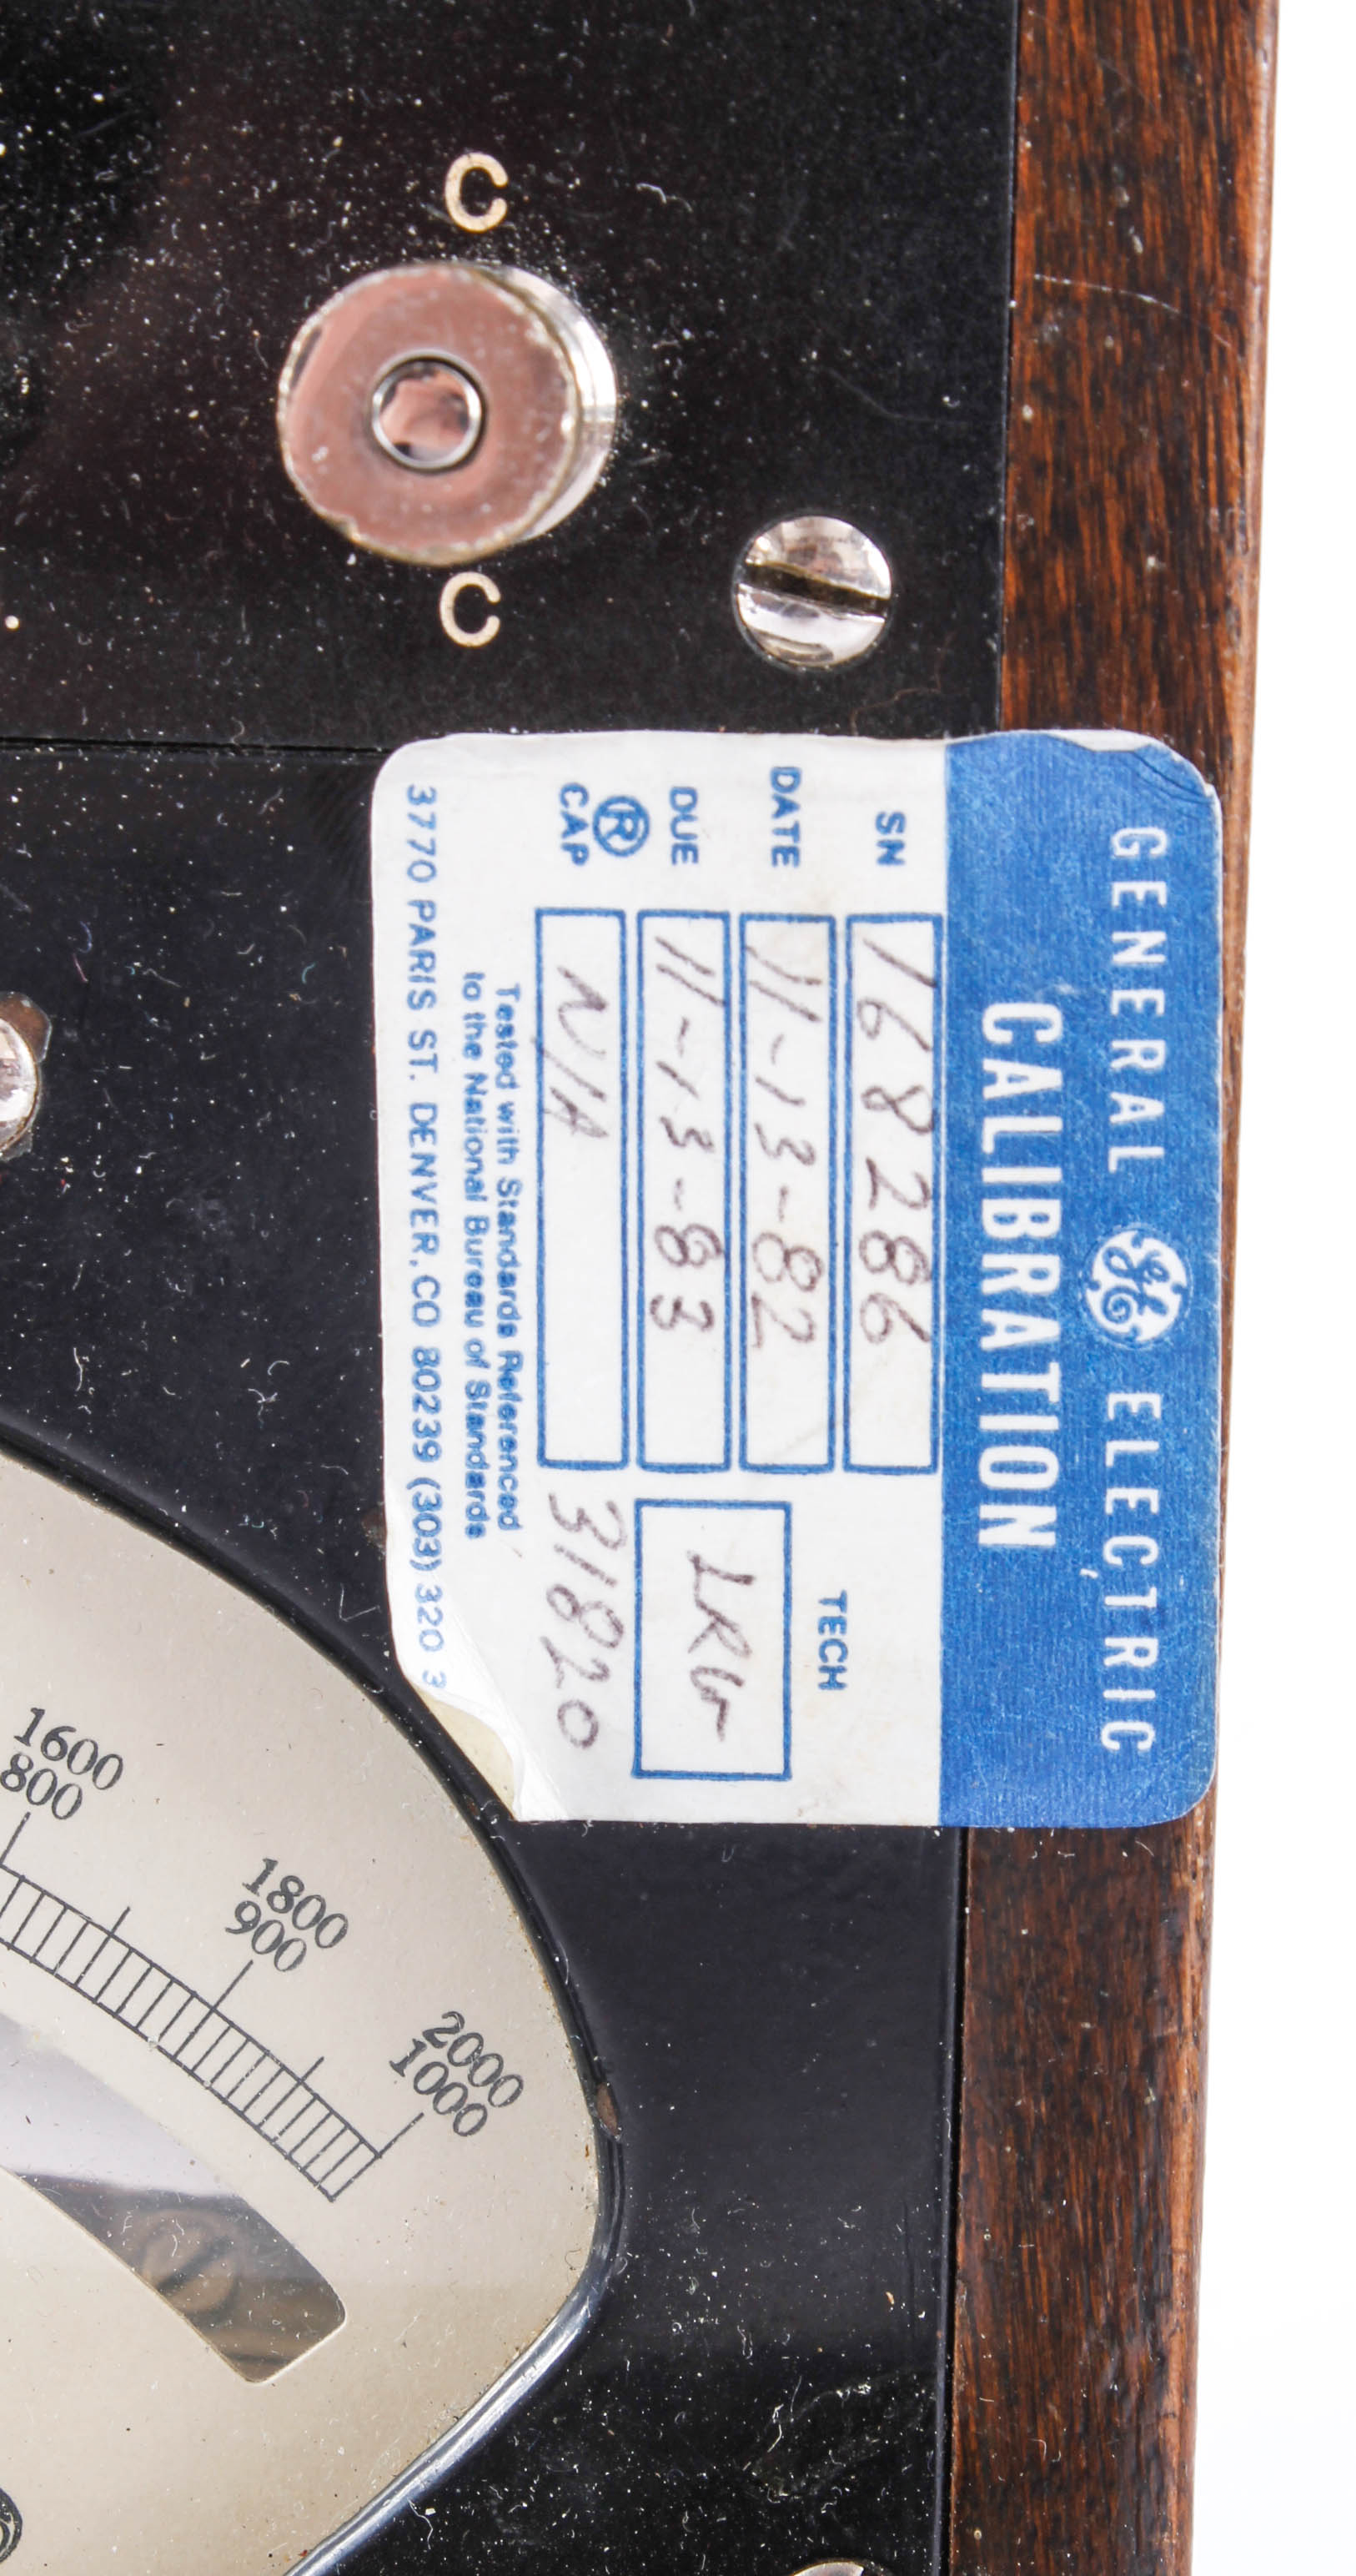 C
C
GENERAL GE ELECTRIC
CALIBRATION
SN 168286
DATE 11-13-82
DUE 11-13-83
TECH
® CAP N/A
31820
Tested with Standards Referenced
to the National Bureau of Standards
3770 PARIS ST. DENVER, CO 80239 (303) 320 3
1600
800
1800
900
2000
1000